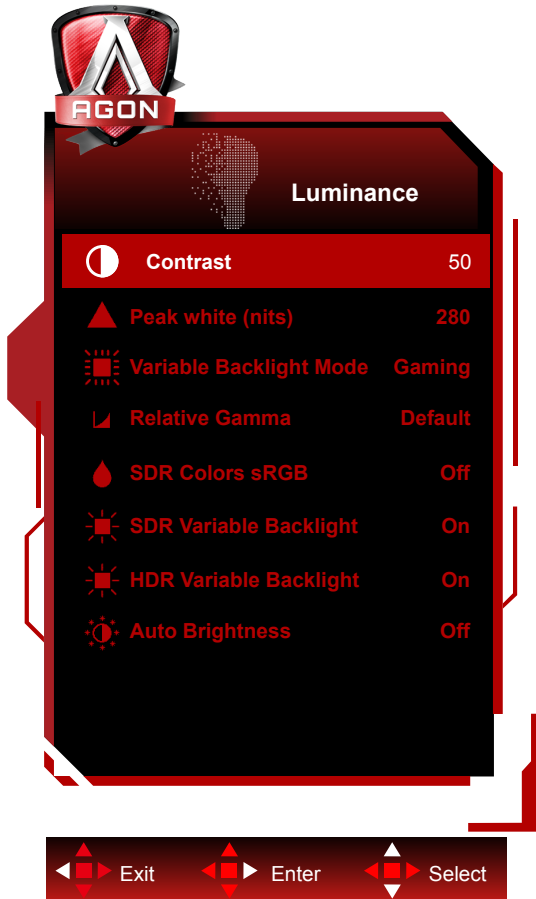 AGON
Luminance
Contrast 50
Peak white (nits) 280
Variable Backlight Mode Gaming
Relative Gamma Default
SDR Colors sRGB Off
SDR Variable Backlight On
HDR Variable Backlight On
Auto Brightness Off
Exit Enter Select